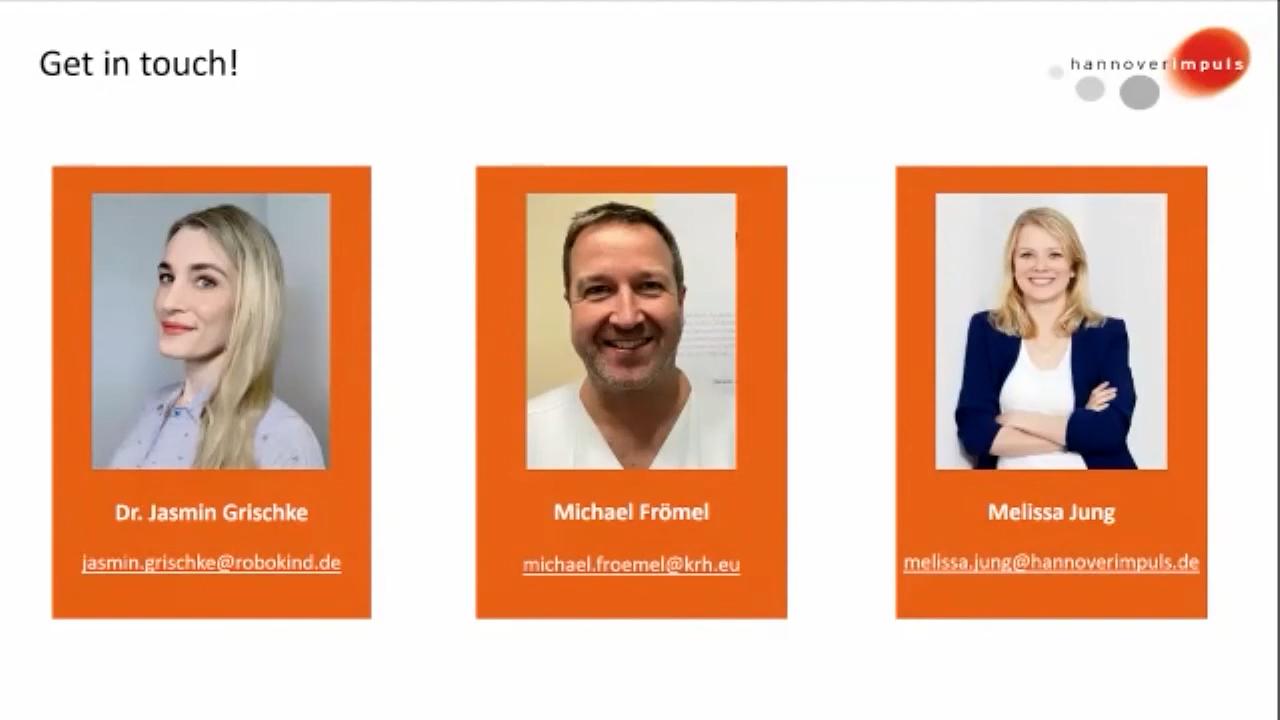 Get in touch!
hannoverimpuls
Dr. Jasmin Grischke
jasmin.grischke@robokind.de
Michael Frömel
michael.froemel@krh.eu
Melissa Jung
melissa.jung@hannoverimpuls.de